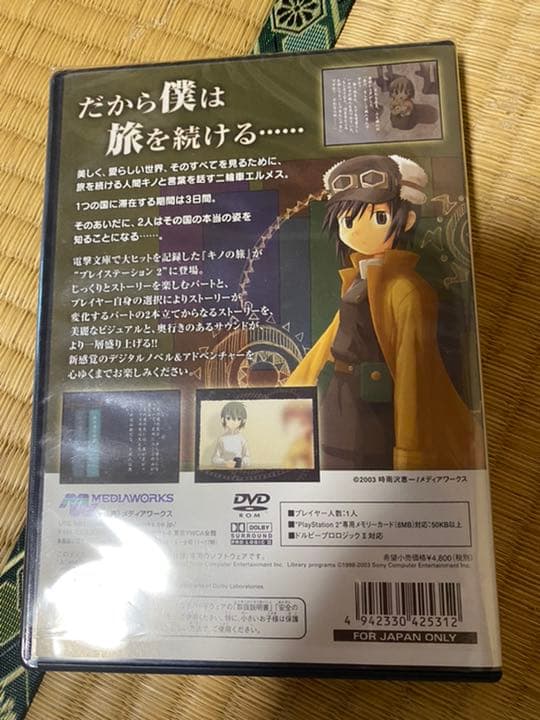 だから僕は
旅を続ける……
美しく、愛らしい世界、そのすべてを見るために、
旅を続ける人間キノと言葉を話す二輪車エルメス。
1つの国に滞在する期間は3日間。
そのあいだに、2人はその国の本当の姿を
知ることになる……。
電撃文庫で大ヒットを記録した『キノの旅』が
"プレイステーション 2"に登場。
じっくりとストーリーを楽しむパートと、
プレイヤー自身の選択によりストーリーが
変化するパートの2本立てからなるストーリーを、
美麗なビジュアルと、奥行きのあるサウンドが
より一層盛り上げる!!
新感覚のデジタルノベル&アドベンチャーを
心ゆくまでお楽しみください。
©2003 時雨沢恵一/メディアワークス
MEDIAWORKS
メディアワークス
DVD
ROM
DOLBY
SURROUND
PRO LOGIC II
■プレイヤー人数:1人
■"PlayStation 2"専用メモリーカード(8MB)対応:50KB以上
■ドルビープロロジックⅡ対応
希望小売価格¥4,800(税別)
Sony Computer Entertainment Inc. Library programs ©1998-2003 Sony Computer Entertainment Inc.
Dolby Laboratories.
4 942330 425312
FOR JAPAN ONLY